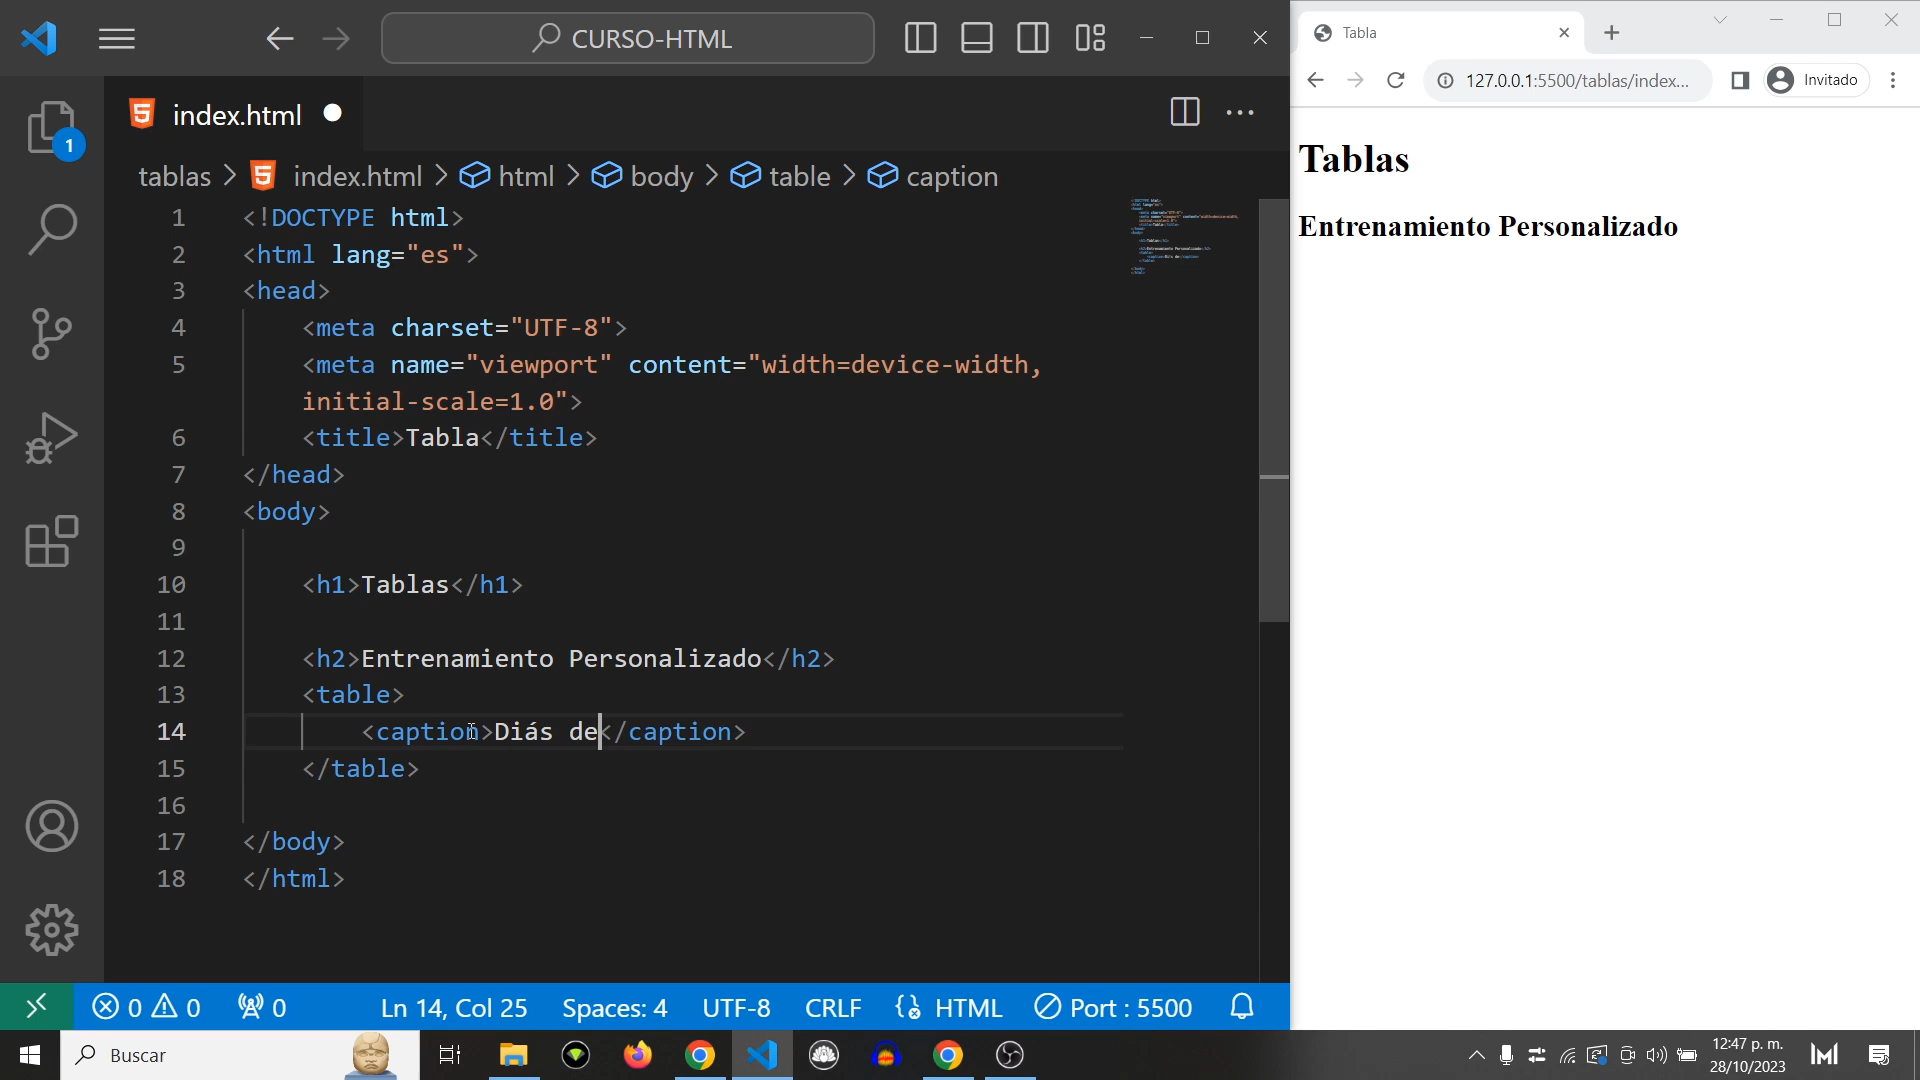 CURSO-HTML
index.html
tablas > index.html > html > body > table > caption
1 <!DOCTYPE html>
2 <html lang="es">
3 <head>
4 <meta charset="UTF-8">
5 <meta name="viewport" content="width=device-width,
initial-scale=1.0">
6 <title>Tabla</title>
7 </head>
8 <body>
9
10 <h1>Tablas</h1>
11
12 <h2>Entrenamiento Personalizado</h2>
13 <table>
14 <caption>Diás de</caption>
15 </table>
16
17 </body>
18 </html>
1
0 0 0 Ln 14, Col 25 Spaces: 4 UTF-8 CRLF HTML Port : 5500
Tabla
127.0.0.1:5500/tablas/index... Invitado
Tablas
Entrenamiento Personalizado
Buscar
12:47 p. m.
28/10/2023